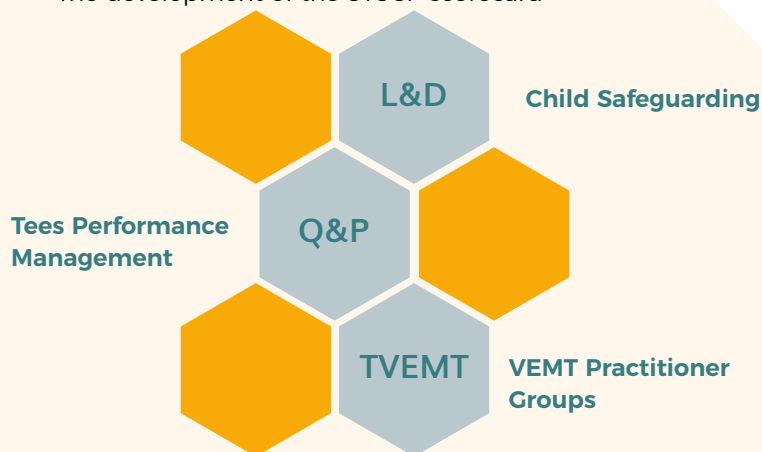 L&D
Child Safeguarding
Q&P
Tees Performance
Management
TVEMT
VEMT Practitioner
Groups